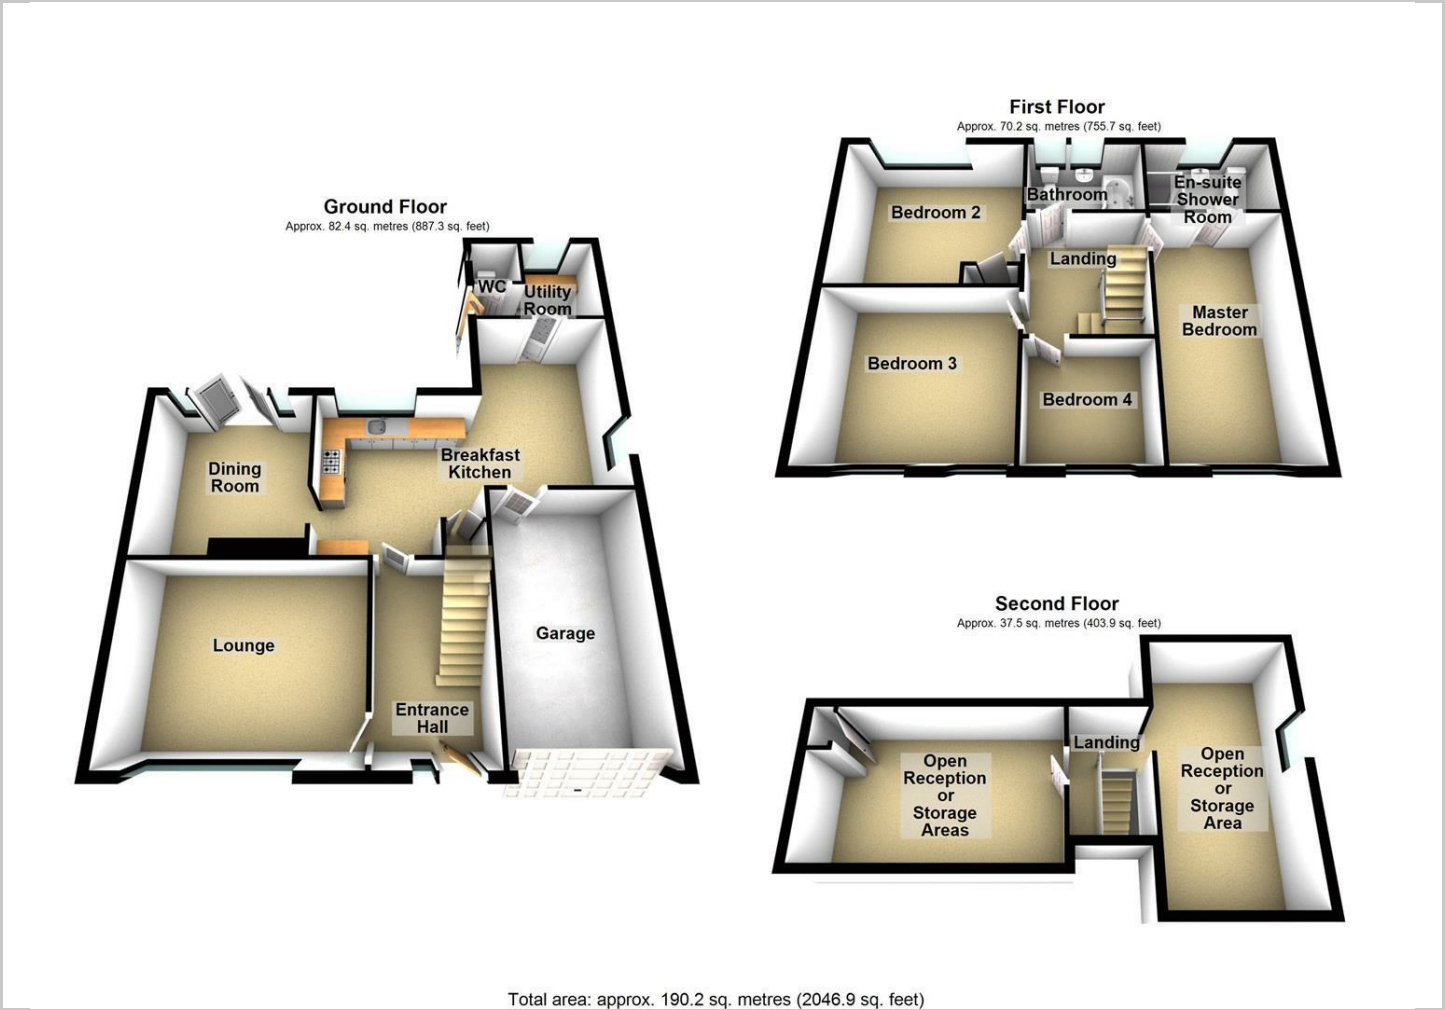 Ground Floor
Approx. 82.4 sq. metres (887.3 sq. feet)
WC
Utility
Room
Dining
Room
Breakfast
Kitchen
Lounge
Entrance
Hall
Garage
First Floor
Approx. 70.2 sq. metres (755.7 sq. feet)
Bedroom 2
Bathroom
En-suite
Shower
Room
Landing
Master
Bedroom
Bedroom 3
Bedroom 4
Second Floor
Approx. 37.5 sq. metres (403.9 sq. feet)
Open
Reception
or
Storage
Areas
Landing
Open
Reception
or
Storage
Area
Total area: approx. 190.2 sq. metres (2046.9 sq. feet)